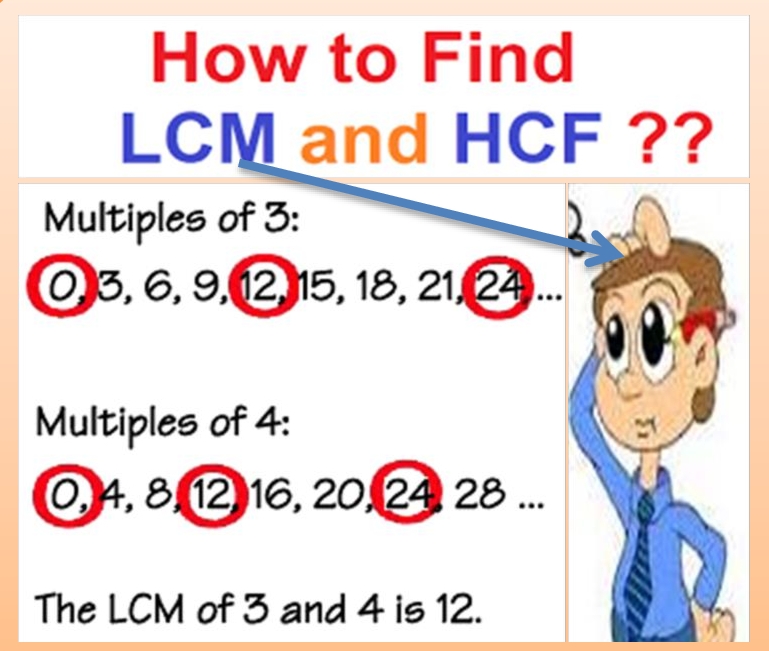 How to Find
LCM and HCF ??
Multiples of 3:
0, 3, 6, 9, 12, 15, 18, 21, 24, ...
Multiples of 4:
0, 4, 8, 12, 16, 20, 24, 28 ...
The LCM of 3 and 4 is 12.